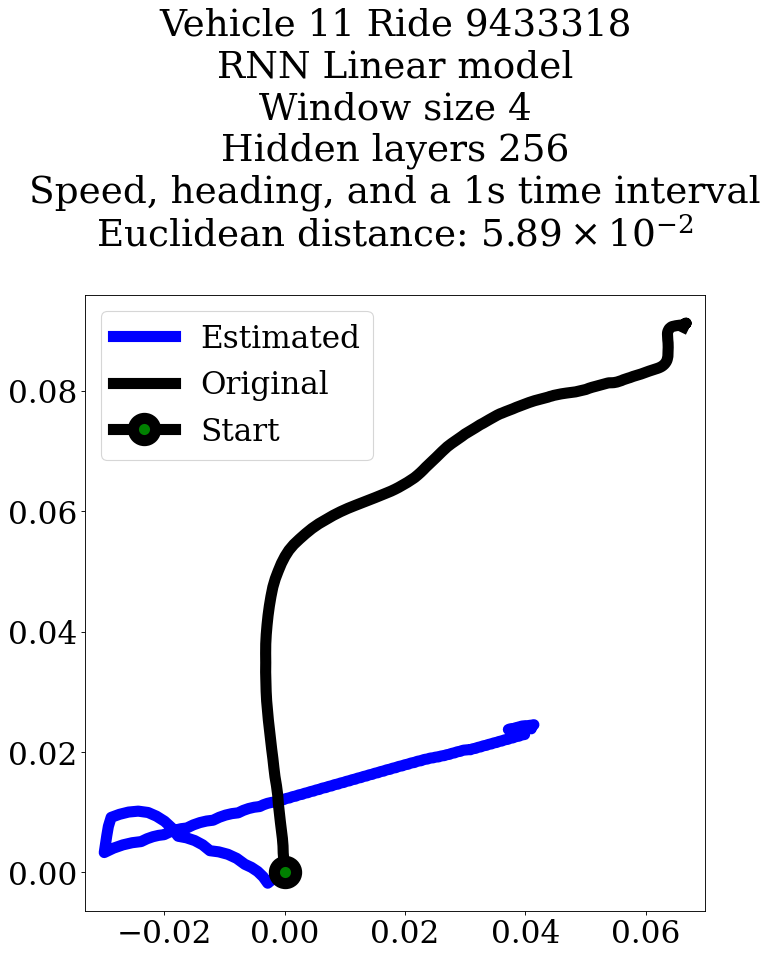 Vehicle 11 Ride 9433318
RNN Linear model
Window size 4
Hidden layers 256
Speed, heading, and a 1s time interval
Euclidean distance: 5.89 × 10⁻²
Estimated
Original
Start
0.08
0.06
0.04
0.02
0.00
−0.02 0.00 0.02 0.04 0.06